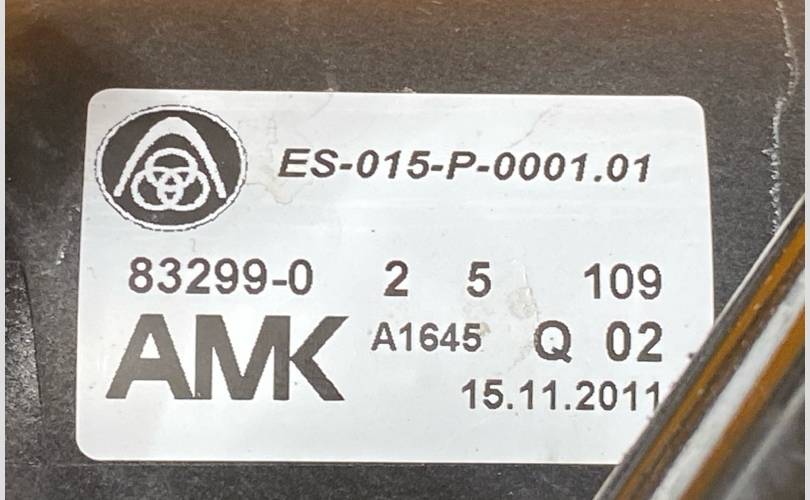 ES-015-P-0001.01
83299-0 2 5 109
AMK A1645 Q 02
15.11.2011